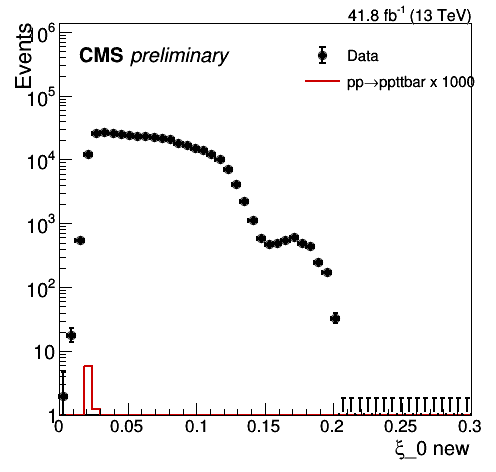 41.8 fb⁻¹ (13 TeV)
Events
CMS preliminary
Data
pp→ppttbar x 1000
10⁶
10⁵
10⁴
10³
10²
10
1
0 0.05 0.1 0.15 0.2 0.25 0.3
ξ_0 new